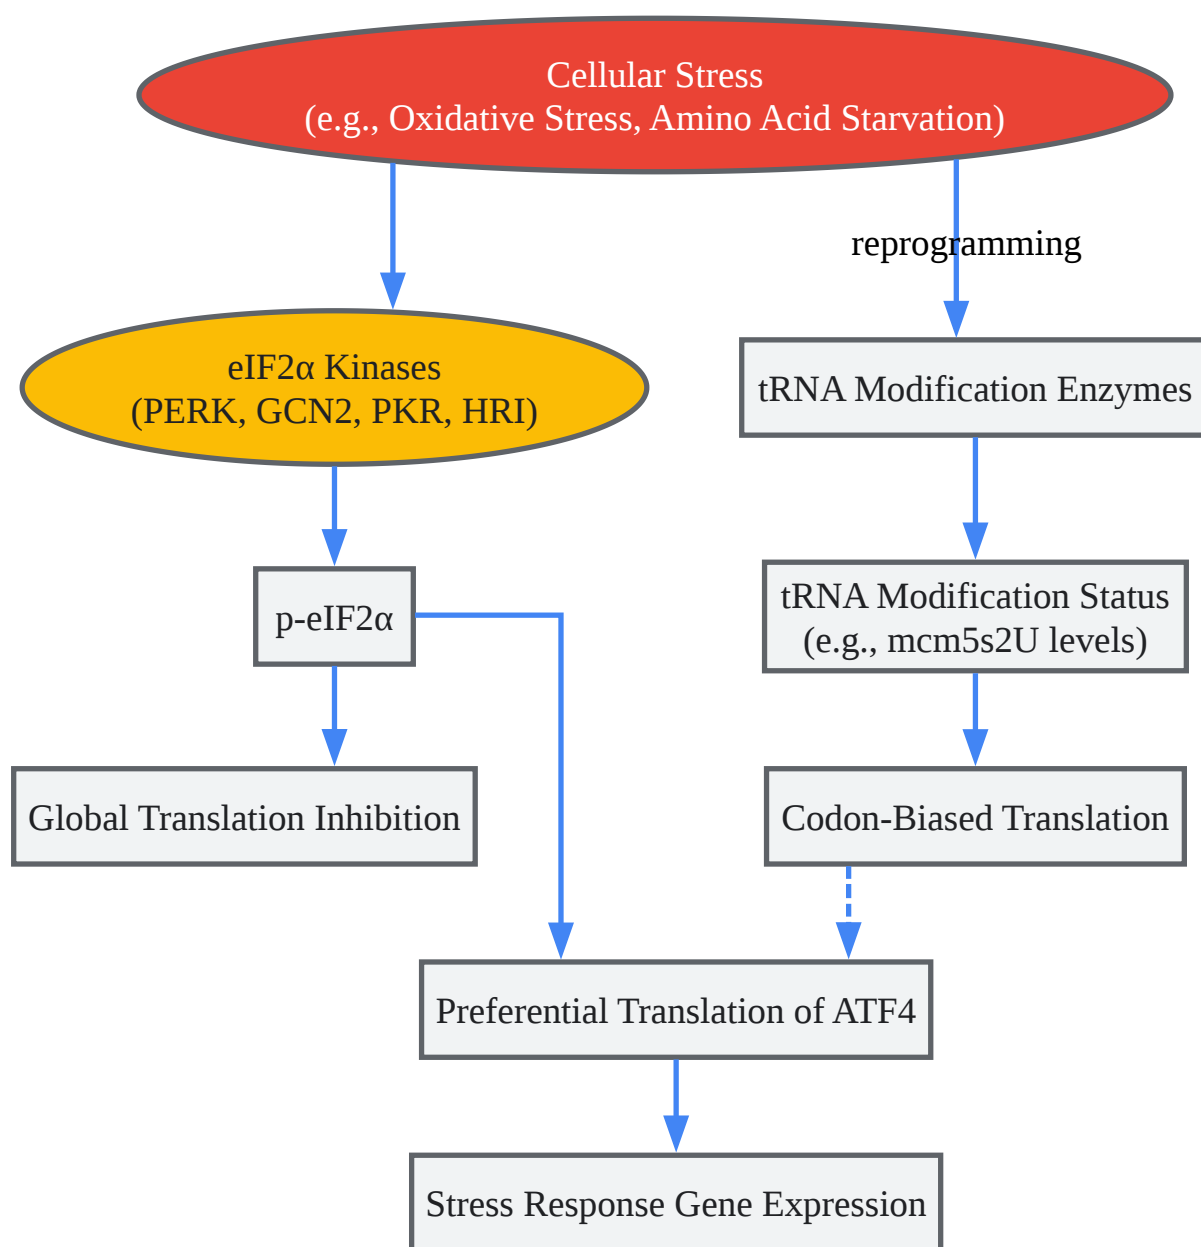 Cellular Stress
(e.g., Oxidative Stress, Amino Acid Starvation)
reprogramming
eIF2α Kinases
(PERK, GCN2, PKR, HRI)
tRNA Modification Enzymes
p-eIF2α
tRNA Modification Status
(e.g., mcm5s2U levels)
Global Translation Inhibition
Codon-Biased Translation
Preferential Translation of ATF4
Stress Response Gene Expression